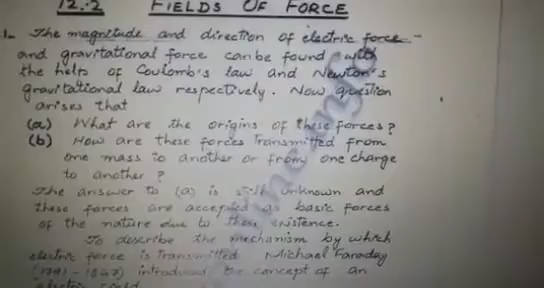 12.2 FIELDS OF FORCE
1. The magnitude and direction of electric force -
and gravitational force can be found with
the help of Coulomb's law and Newton's
gravitational law respectively. Now question
arises that
(a) What are the origins of these forces?
(b) How are these forces Transmitted from
one mass to another or from one charge
to another?
The answer to (a) is still unknown and
these forces are accepted as basic forces
of the nature due to their existence.
To describe the mechanism by which
electric force is Transmitted Michael Faraday
(1791-1867) introduced the concept of an
electric field